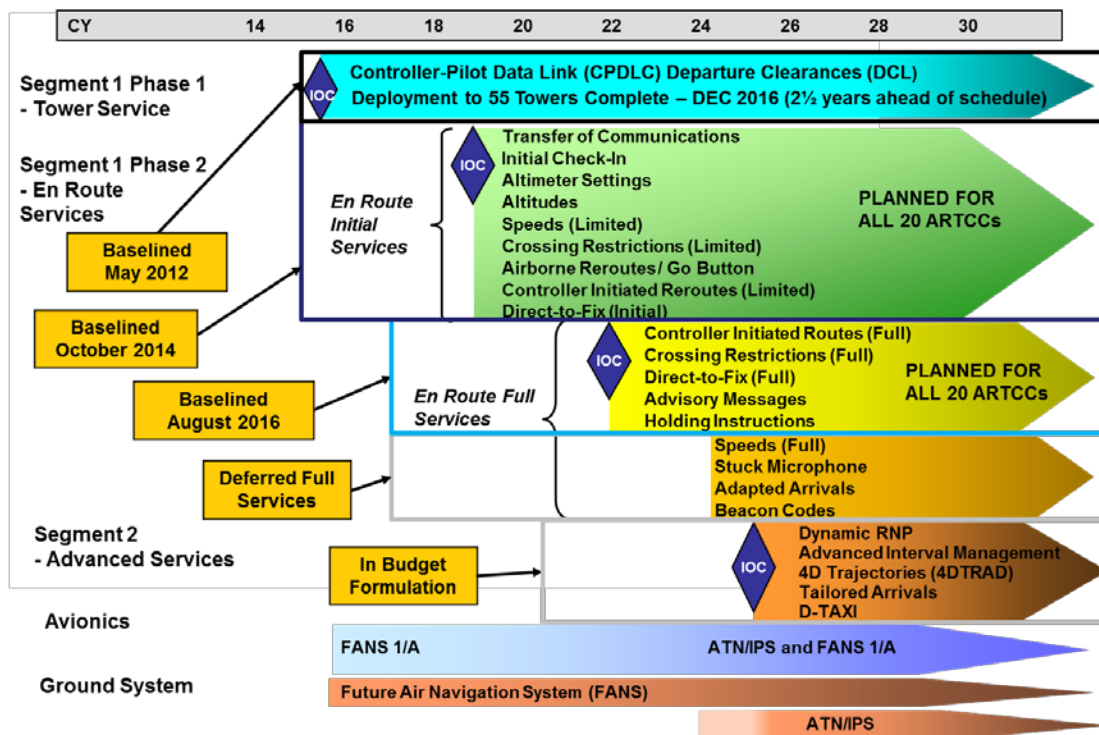 CY 14 16 18 20 22 24 26 28 30
Segment 1 Phase 1
- Tower Service
IOC
Controller-Pilot Data Link (CPDLC) Departure Clearances (DCL)
Deployment to 55 Towers Complete – DEC 2016 (2½ years ahead of schedule)
Segment 1 Phase 2
- En Route
Services
Baselined
May 2012
Baselined
October 2014
En Route
Initial
Services
IOC
Transfer of Communications
Initial Check-In
Altimeter Settings
Altitudes
Speeds (Limited)
Crossing Restrictions (Limited)
Airborne Reroutes/ Go Button
Controller Initiated Reroutes (Limited)
Direct-to-Fix (Initial)
PLANNED FOR
ALL 20 ARTCCs
Baselined
August 2016
En Route Full
Services
IOC
Controller Initiated Routes (Full)
Crossing Restrictions (Full)
Direct-to-Fix (Full)
Advisory Messages
Holding Instructions
PLANNED FOR
ALL 20 ARTCCs
Deferred Full
Services
Speeds (Full)
Stuck Microphone
Adapted Arrivals
Beacon Codes
Segment 2
- Advanced Services
In Budget
Formulation
IOC
Dynamic RNP
Advanced Interval Management
4D Trajectories (4DTRAD)
Tailored Arrivals
D-TAXI
Avionics
FANS 1/A
ATN/IPS and FANS 1/A
Ground System
Future Air Navigation System (FANS)
ATN/IPS